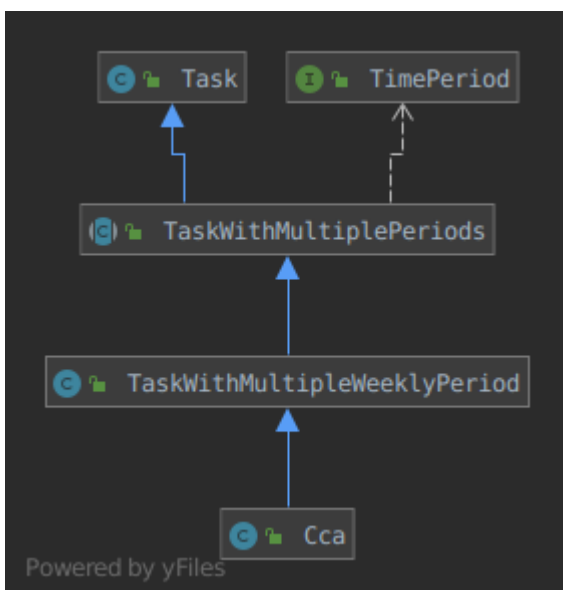 C Task
I TimePeriod
C TaskWithMultiplePeriods
C TaskWithMultipleWeeklyPeriod
C Cca
Powered by yFiles